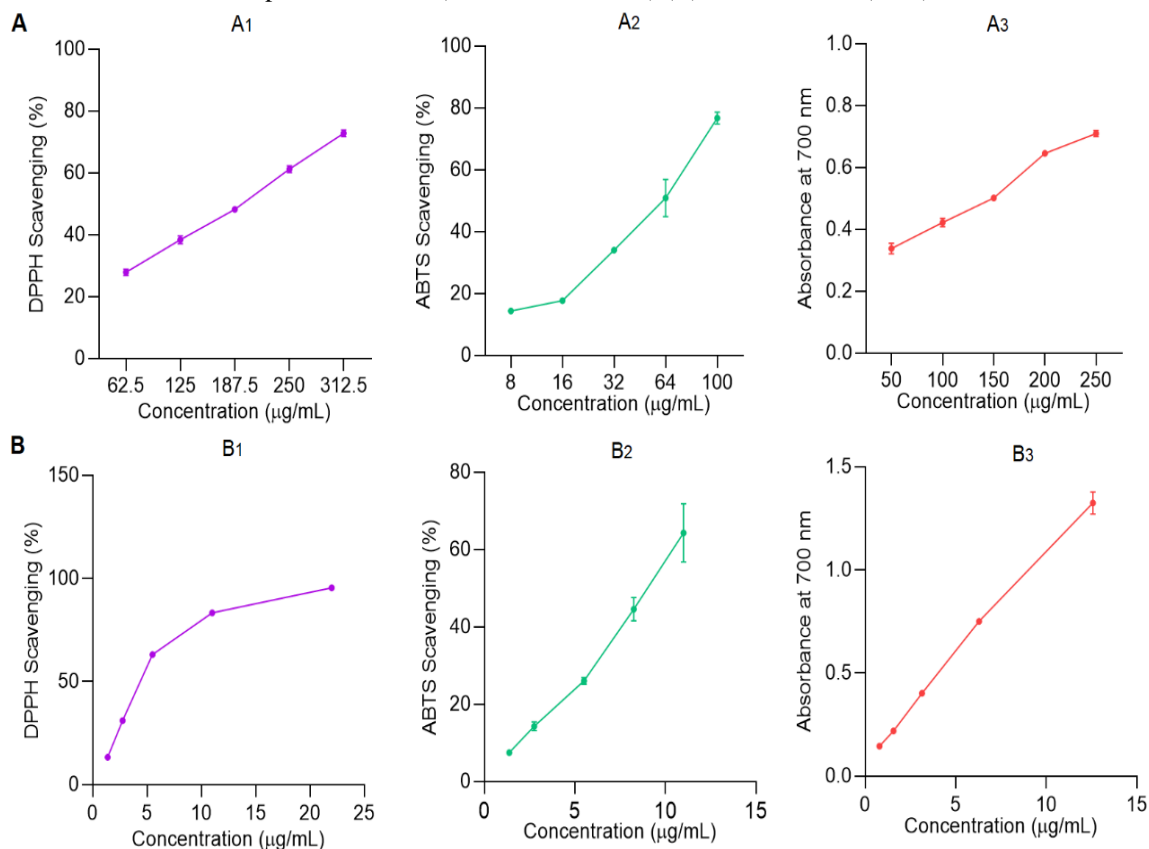 A
A1
A2
A3
DPPH Scavenging (%)
100
80
60
40
20
0
62.5 125 187.5 250 312.5
Concentration (μg/mL)
ABTS Scavenging (%)
100
80
60
40
20
0
8 16 32 64 100
Concentration (μg/mL)
Absorbance at 700 nm
1.0
0.8
0.6
0.4
0.2
0.0
50 100 150 200 250
Concentration (μg/mL)
B
B1
B2
B3
DPPH Scavenging (%)
150
100
50
0
0 5 10 15 20 25
Concentration (μg/mL)
ABTS Scavenging (%)
80
60
40
20
0
0 5 10 15
Concentration (μg/mL)
Absorbance at 700 nm
1.5
1.0
0.5
0.0
0 5 10 15
Concentration (μg/mL)